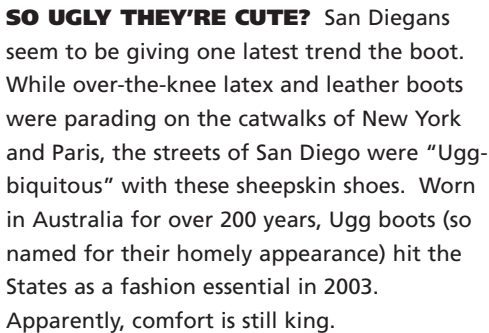 SO UGLY THEY'RE CUTE? San Diegans
seem to be giving one latest trend the boot.
While over-the-knee latex and leather boots
were parading on the catwalks of New York
and Paris, the streets of San Diego were “Ugg-
biquitous” with these sheepskin shoes. Worn
in Australia for over 200 years, Ugg boots (so
named for their homely appearance) hit the
States as a fashion essential in 2003.
Apparently, comfort is still king.